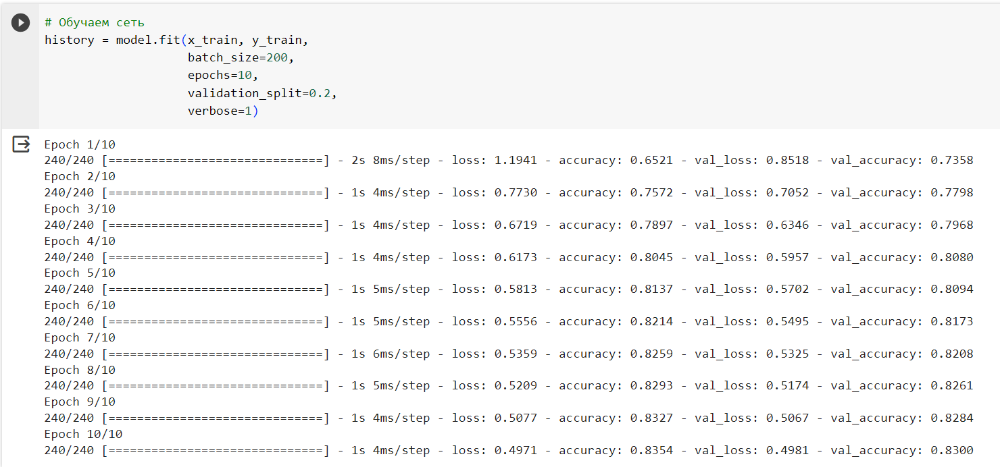 # Обучаем сеть
history = model.fit(x_train, y_train,
batch_size=200,
epochs=10,
validation_split=0.2,
verbose=1)
Epoch 1/10
240/240 [==============================] - 2s 8ms/step - loss: 1.1941 - accuracy: 0.6521 - val_loss: 0.8518 - val_accuracy: 0.7358
Epoch 2/10
240/240 [==============================] - 1s 4ms/step - loss: 0.7730 - accuracy: 0.7572 - val_loss: 0.7052 - val_accuracy: 0.7798
Epoch 3/10
240/240 [==============================] - 1s 4ms/step - loss: 0.6719 - accuracy: 0.7897 - val_loss: 0.6346 - val_accuracy: 0.7968
Epoch 4/10
240/240 [==============================] - 1s 4ms/step - loss: 0.6173 - accuracy: 0.8045 - val_loss: 0.5957 - val_accuracy: 0.8080
Epoch 5/10
240/240 [==============================] - 1s 5ms/step - loss: 0.5813 - accuracy: 0.8137 - val_loss: 0.5702 - val_accuracy: 0.8094
Epoch 6/10
240/240 [==============================] - 1s 5ms/step - loss: 0.5556 - accuracy: 0.8214 - val_loss: 0.5495 - val_accuracy: 0.8173
Epoch 7/10
240/240 [==============================] - 1s 6ms/step - loss: 0.5359 - accuracy: 0.8259 - val_loss: 0.5325 - val_accuracy: 0.8208
Epoch 8/10
240/240 [==============================] - 1s 5ms/step - loss: 0.5209 - accuracy: 0.8293 - val_loss: 0.5174 - val_accuracy: 0.8261
Epoch 9/10
240/240 [==============================] - 1s 4ms/step - loss: 0.5077 - accuracy: 0.8327 - val_loss: 0.5067 - val_accuracy: 0.8284
Epoch 10/10
240/240 [==============================] - 1s 4ms/step - loss: 0.4971 - accuracy: 0.8354 - val_loss: 0.4981 - val_accuracy: 0.8300